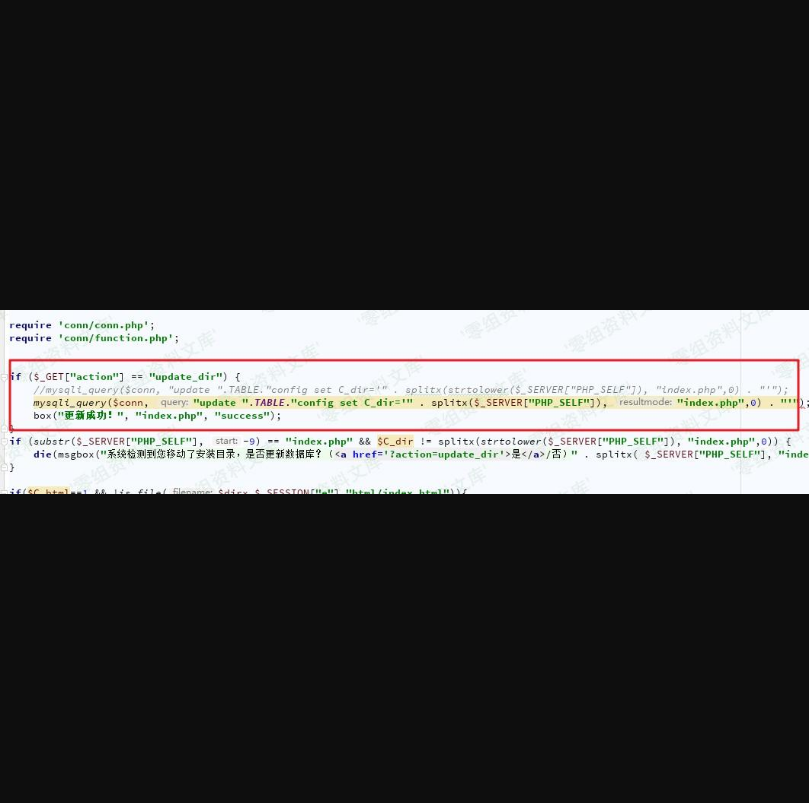 require 'conn/conn.php';
require 'conn/function.php';
if ($_GET["action"] == "update_dir") {
//mysqli_query($conn, "update ".TABLE."config set C_dir='" . splitx(strtolower($_SERVER["PHP_SELF"]), "index.php",0) . "'");
mysqli_query($conn, query: "update ".TABLE."config set C_dir='" . splitx($_SERVER["PHP_SELF"]), resultmode: "index.php",0) . "'");
box("更新成功!", "index.php", "success");
}
if (substr($_SERVER["PHP_SELF"], start: -9) == "index.php" && $C_dir != splitx(strtolower($_SERVER["PHP_SELF"]), "index.php",0)) {
die(msgbox("系统检测到您移动了安装目录，是否更新数据库？(<a href='?action=update_dir'>是</a>/否)" . splitx( $_SERVER["PHP_SELF"], "inde
}
if($C_html==1 && !is_file( filename: $dirx.$_SESSION["e"]."html/index.html")){
'零组资料文库'
'零组资料文库'
'零组资料文库'